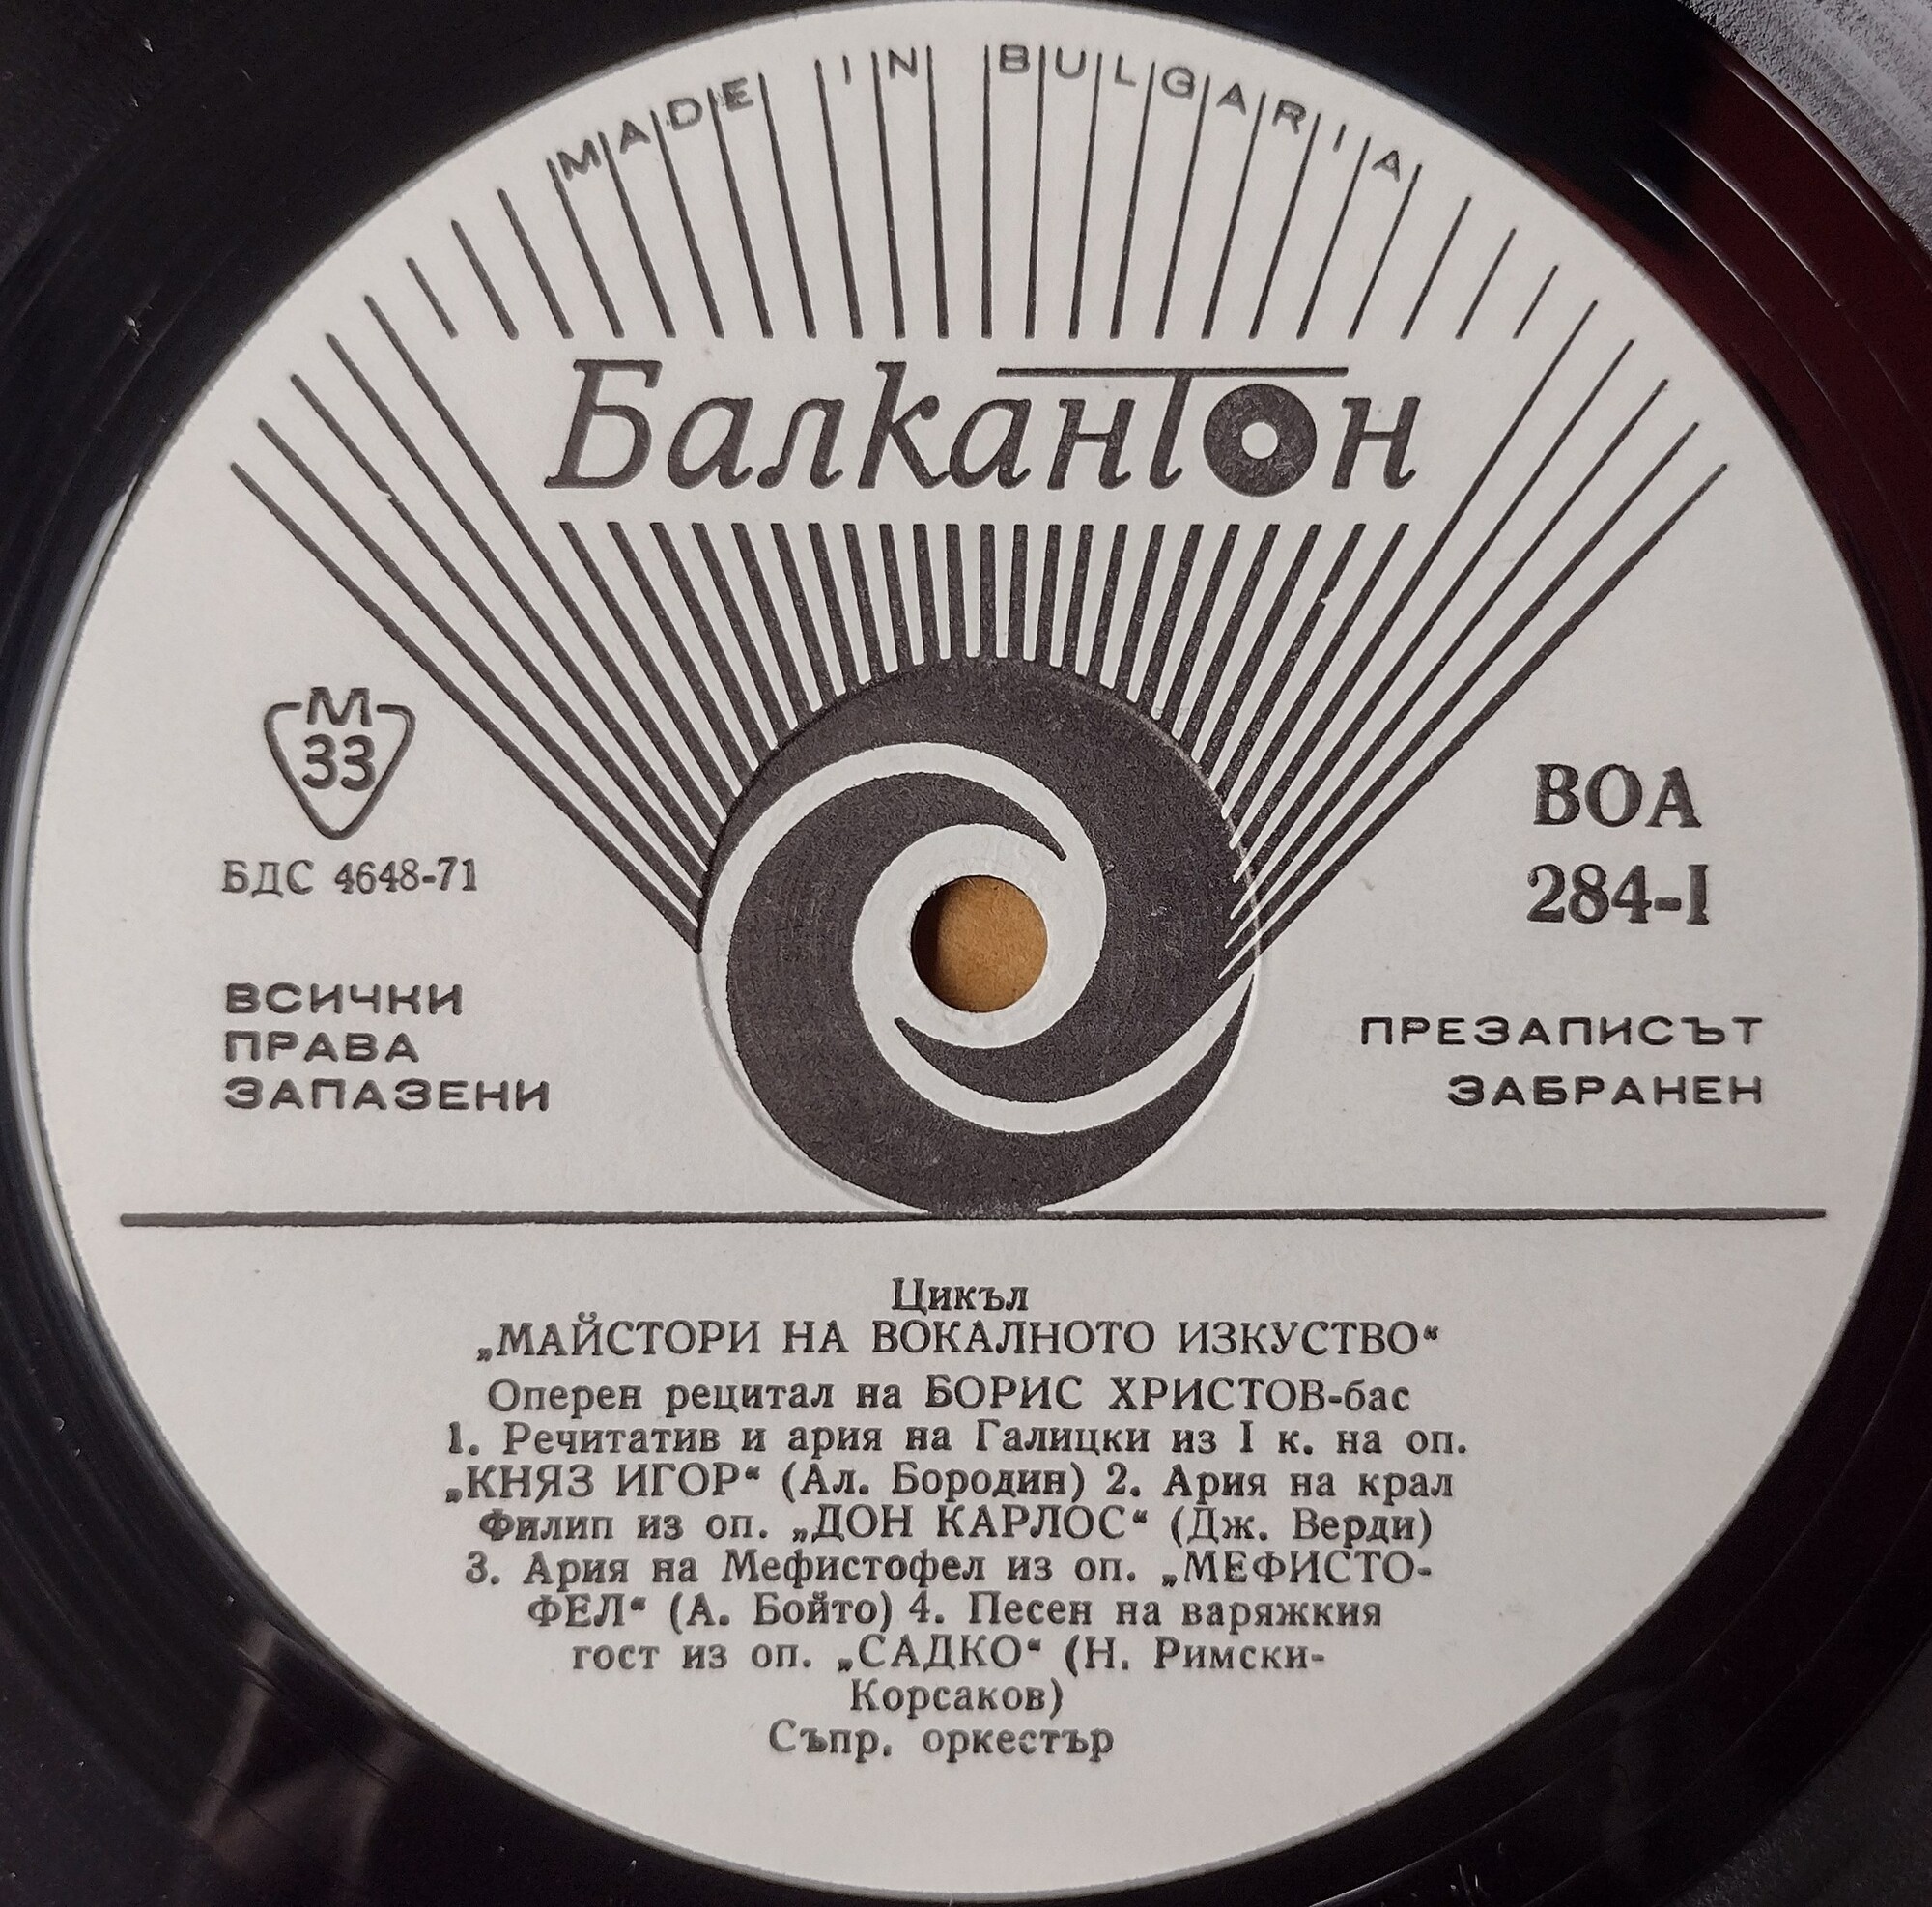 MADE IN BULGARIA
Балкантон
М
33
БДС 4648-71
ВСИЧКИ
ПРАВА
ЗАПАЗЕНИ
ВОА
284-I
ПРЕЗАПИСЪТ
ЗАБРАНЕН
Цикъл
„МАЙСТОРИ НА ВОКАЛНОТО ИЗКУСТВО“
Оперен рецитал на БОРИС ХРИСТОВ-бас
1. Речитатив и ария на Галицки из I к. на оп.
„КНЯЗ ИГОР“ (Ал. Бородин) 2. Ария на крал
Филип из оп. „ДОН КАРЛОС“ (Дж. Верди)
3. Ария на Мефистофел из оп. „МЕФИСТО-
ФЕЛ“ (А. Бойто) 4. Песен на варяжкия
гост из оп. „САДКО“ (Н. Римски-
Корсаков)
Съпр. оркестър